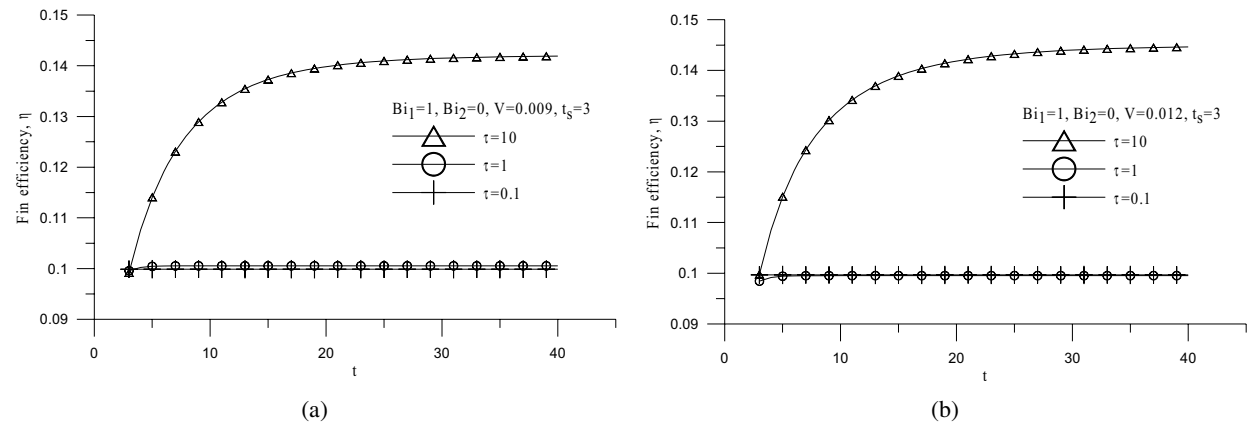 0.15
0.14
0.13
0.12
0.11
0.1
0.09
Fin efficiency, η
Bi₁=1, Bi₂=0, V=0.009, tₛ=3
τ=10
τ=1
τ=0.1
0 10 20 30 40
t
(a)
0.15
0.14
0.13
0.12
0.11
0.1
0.09
Fin efficiency, η
Bi₁=1, Bi₂=0, V=0.012, tₛ=3
τ=10
τ=1
τ=0.1
0 10 20 30 40
t
(b)